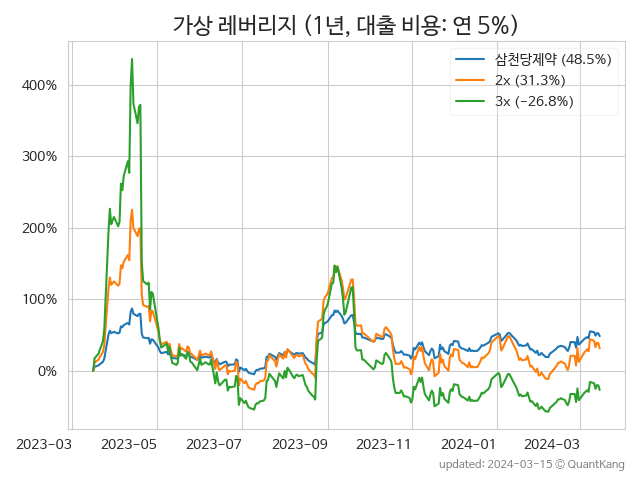 가상 레버리지 (1년, 대출 비용: 연 5%)
삼천당제약 (48.5%)
2x (31.3%)
3x (-26.8%)
400%
300%
200%
100%
0%
2023-03 2023-05 2023-07 2023-09 2023-11 2024-01 2024-03
updated: 2024-03-15 © QuantKang